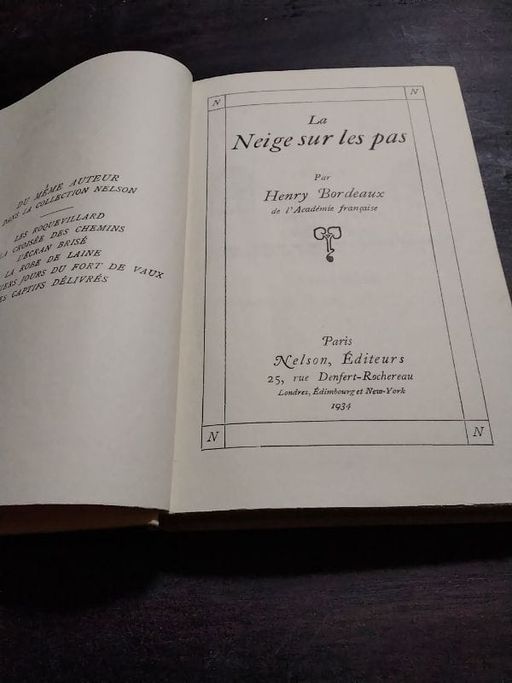 DU MÊME AUTEUR
DANS LA COLLECTION NELSON
LES ROQUEVILLARD
LA CROISÉE DES CHEMINS
L'ÉCRAN BRISÉ
LA ROBE DE LAINE
JOURS DU FORT DE VAUX
CAPTIFS DÉLIVRÉS
N N
La
Neige sur les pas
Par
Henry Bordeaux
de l'Académie française
Paris
Nelson, Éditeurs
25, rue Denfert-Rochereau
Londres, Édimbourg et New-York
1934
N N